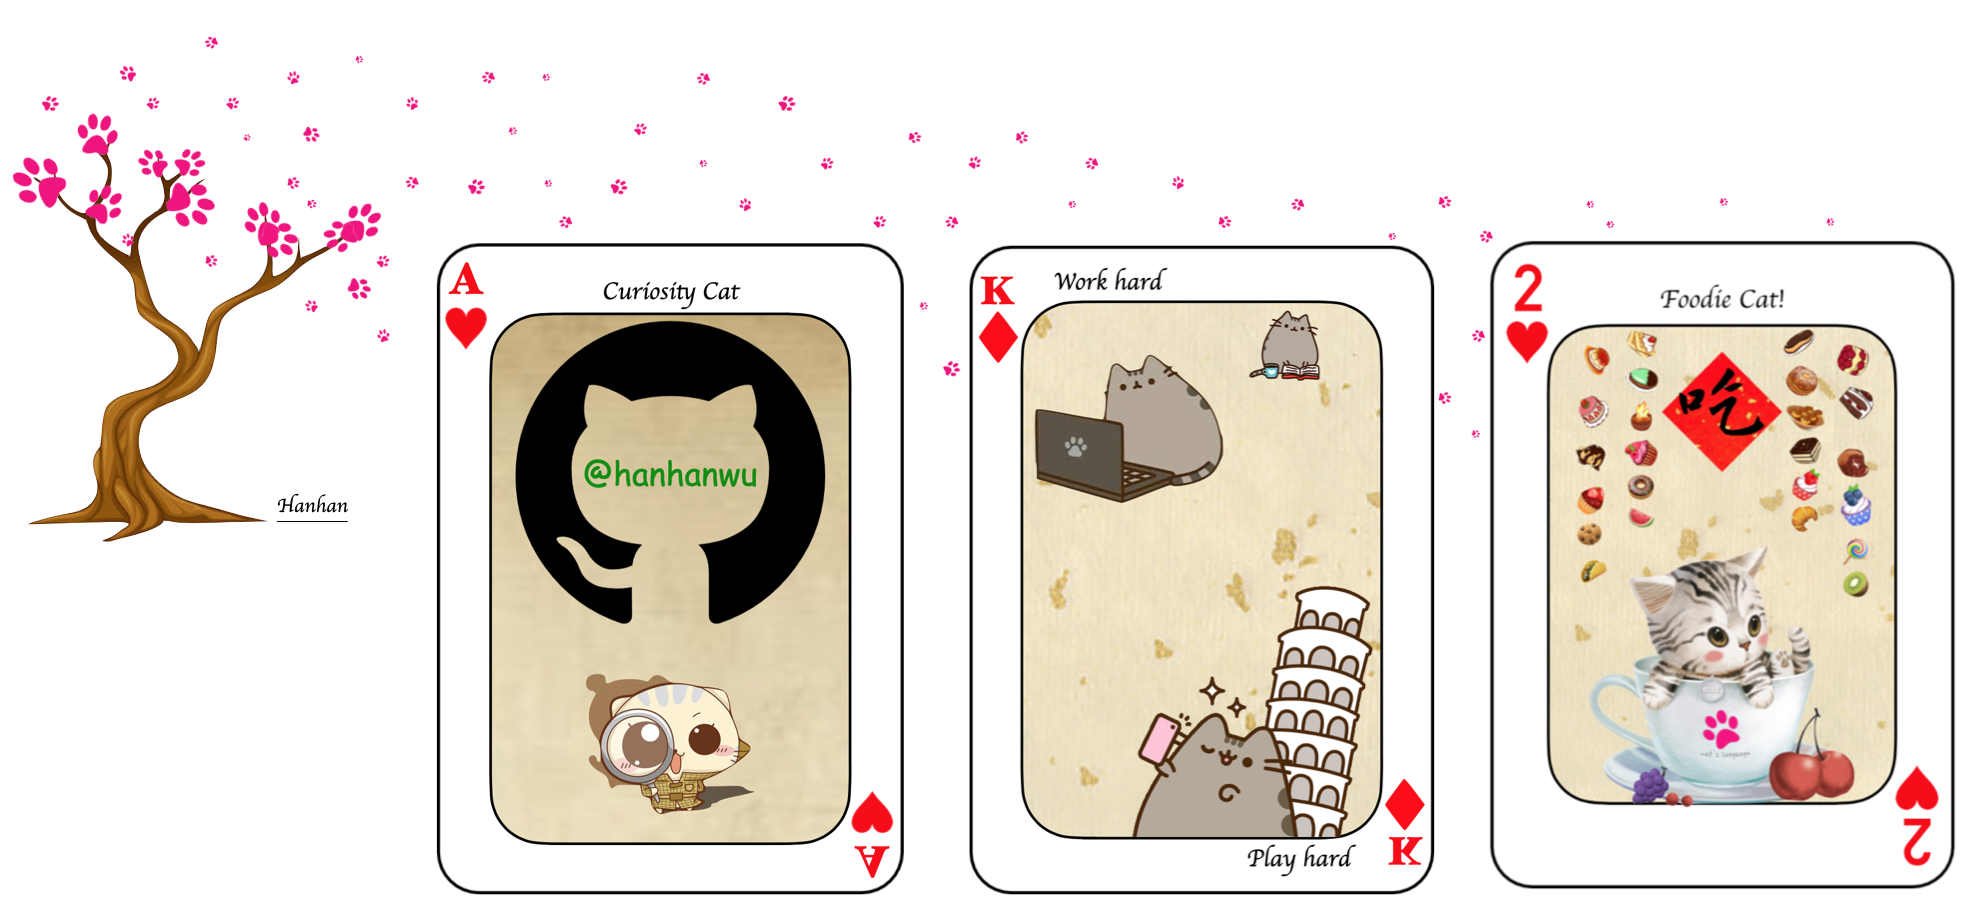 Hanhan
A
Curiosity Cat
@hanhanwu
A
K
Work hard
Play hard
K
2
Foodie Cat!
吃
2